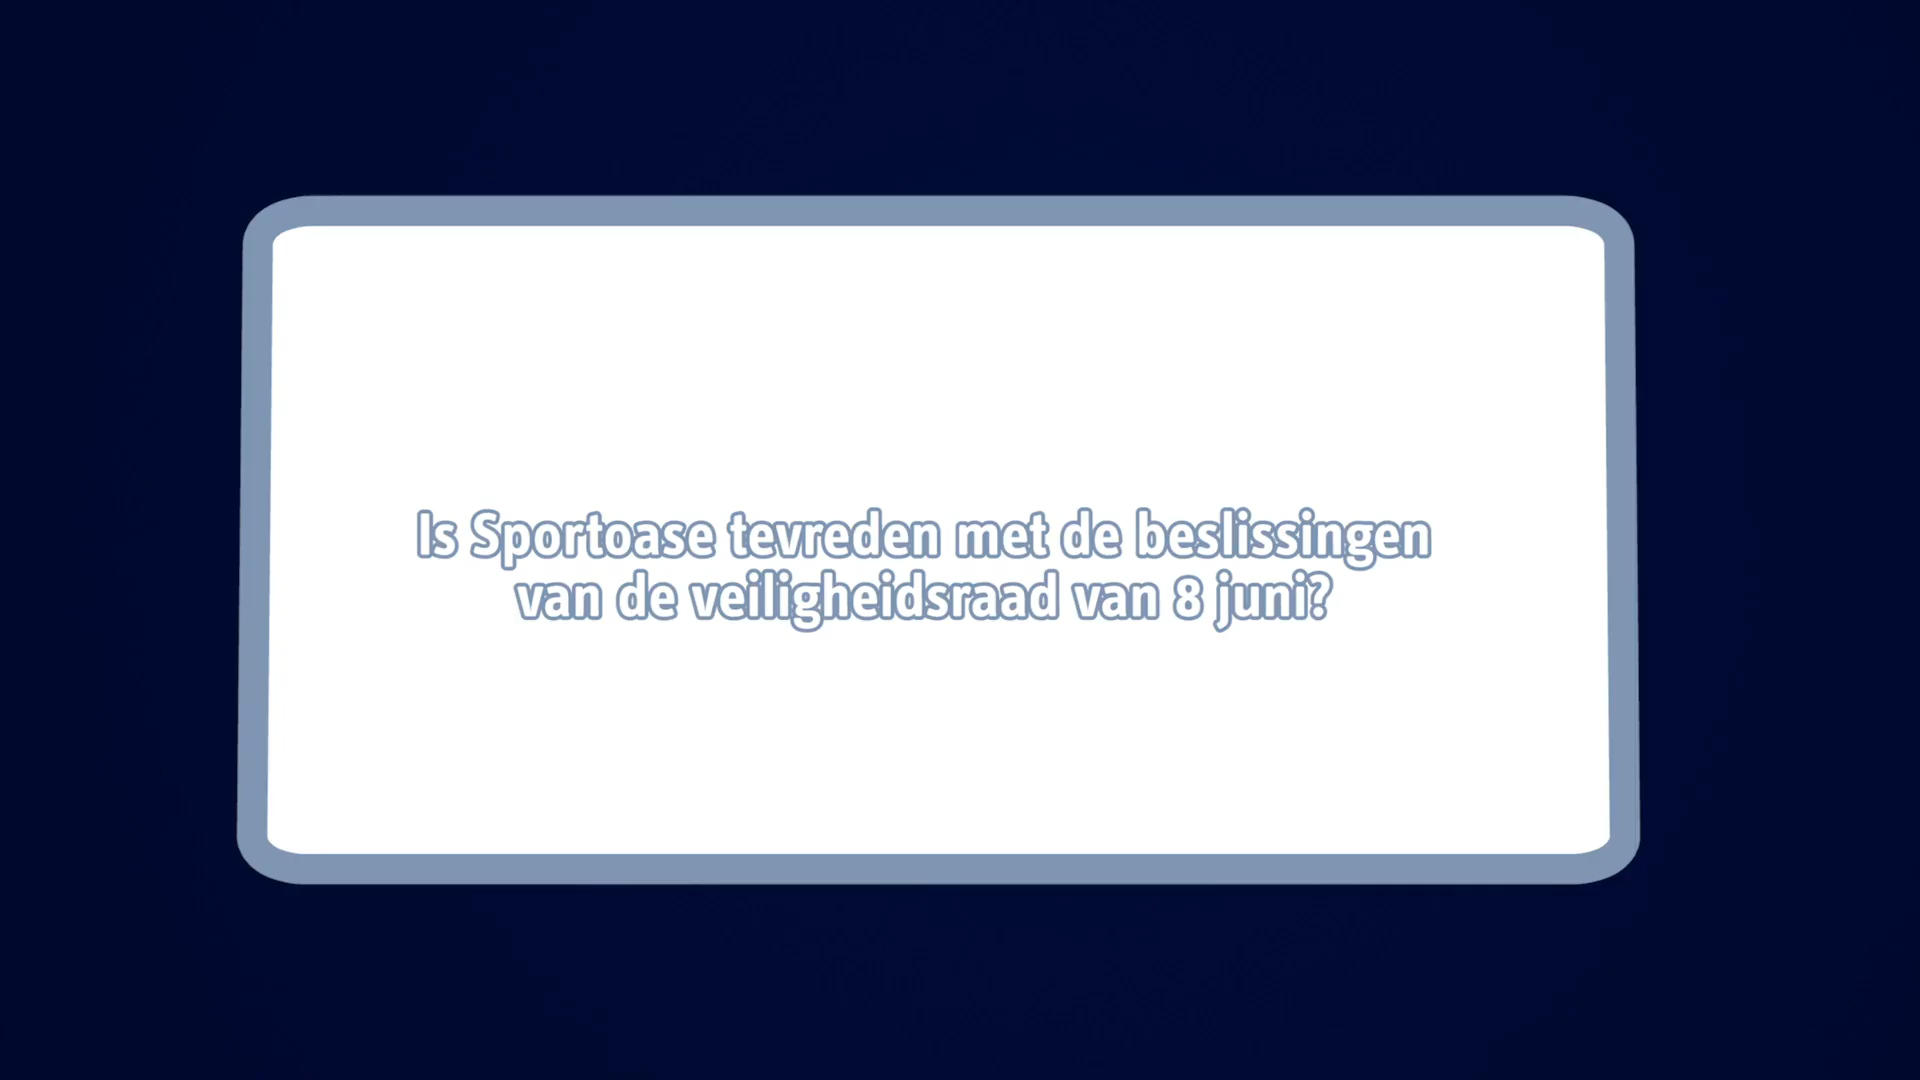 Is Sportoase tevreden met de beslissingen
van de veiligheidsraad van 8 juni?